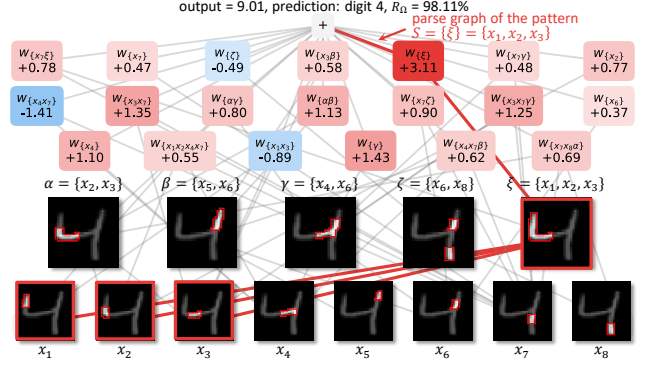 output = 9.01, prediction: digit 4, R_Ω = 98.11%
+
parse graph of the pattern
S = {ξ} = {x₁, x₂, x₃}
W_{x₇ξ} W_{x₇} W_{ζ} W_{x₃β} W_{ξ} W_{x₇γ} W_{x₂}
+0.78 +0.47 -0.49 +0.58 +3.11 +0.48 +0.77
W_{x₄x₇} W_{x₃x₇} W_{αγ} W_{αβ} W_{x₇ζ} W_{x₃x₇γ} W_{x₆}
-1.41 +1.35 +0.80 +1.13 +0.90 +1.25 +0.37
W_{x₄} W_{x₁x₂x₄x₇} W_{x₁x₃} W_{γ} W_{x₄x₇β} W_{x₇x₈α}
+1.10 +0.55 -0.89 +1.43 +0.62 +0.69
α = {x₂, x₃} β = {x₅, x₆} γ = {x₄, x₆} ζ = {x₆, x₈} ξ = {x₁, x₂, x₃}
x₁ x₂ x₃ x₄ x₅ x₆ x₇ x₈